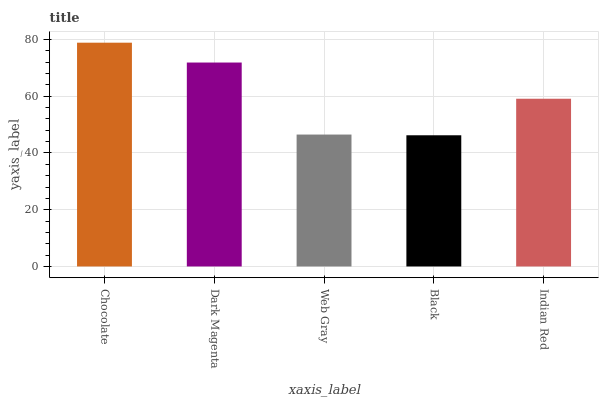 title
yaxis_label
80
60
40
20
0
Chocolate
Dark Magenta
Web Gray
Black
Indian Red
xaxis_label